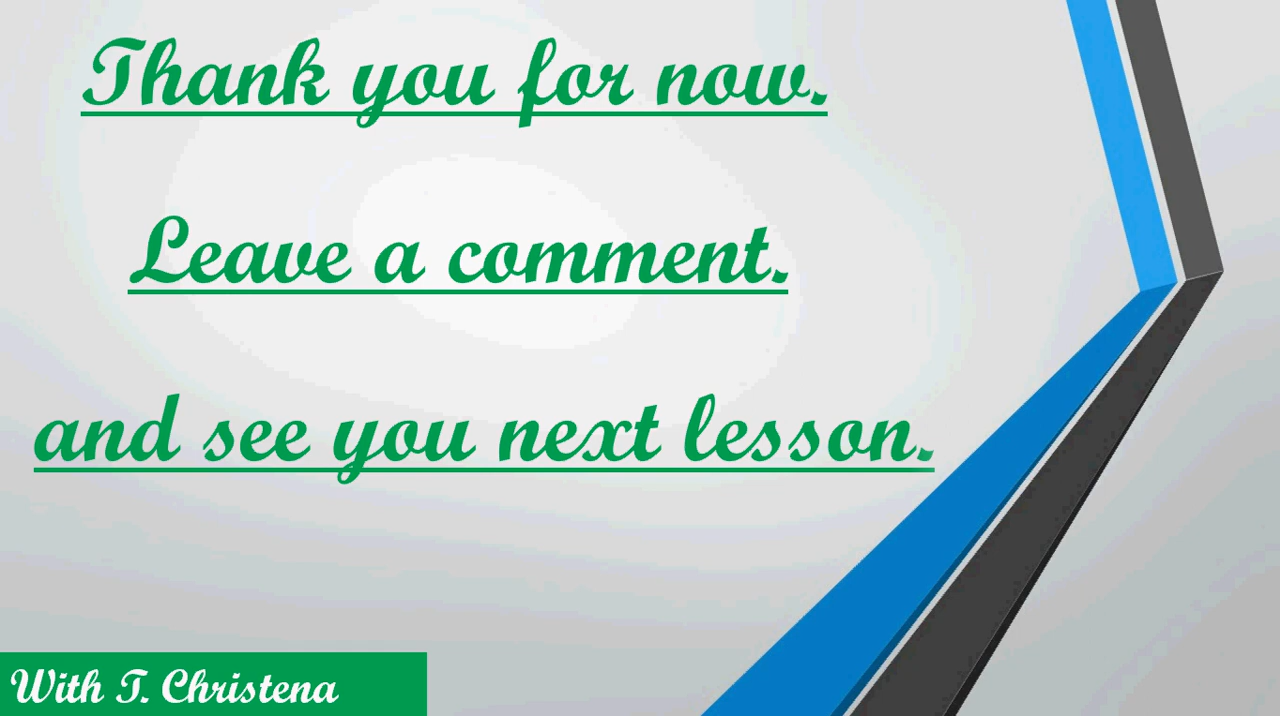 Thank you for now.
Leave a comment.
and see you next lesson.
With T. Christena